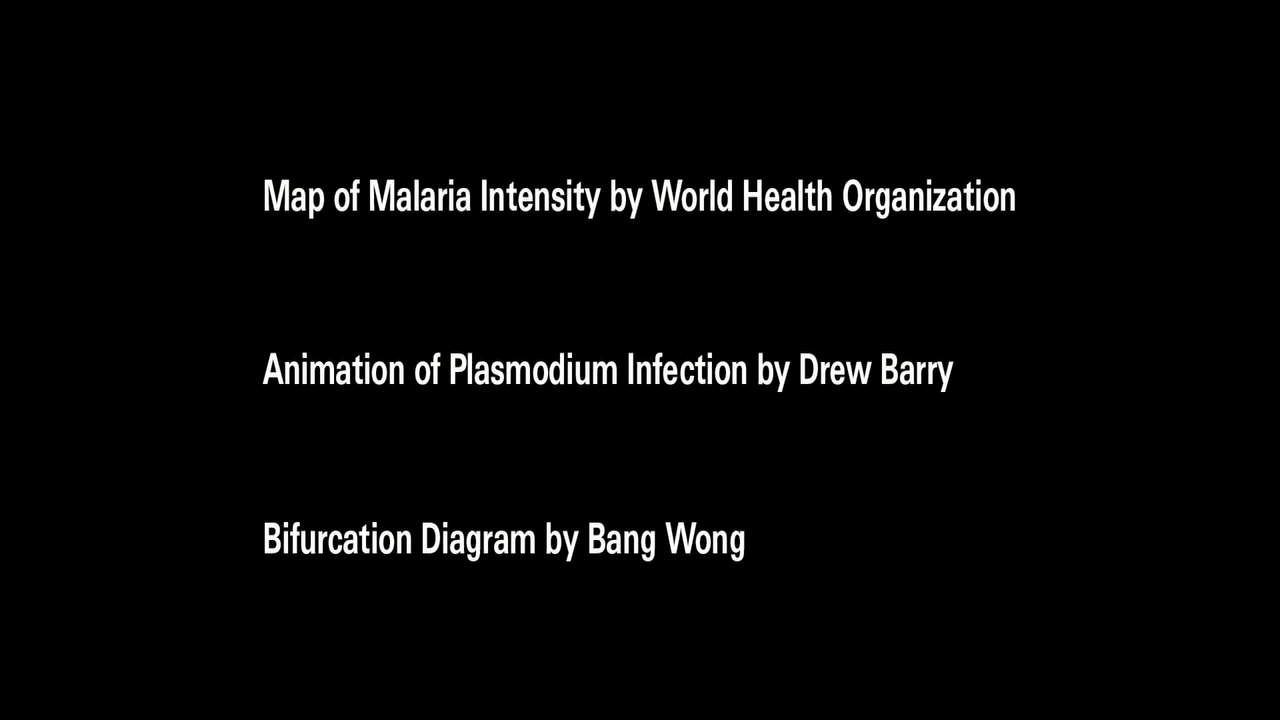 Map of Malaria Intensity by World Health Organization
Animation of Plasmodium Infection by Drew Barry
Bifurcation Diagram by Bang Wong